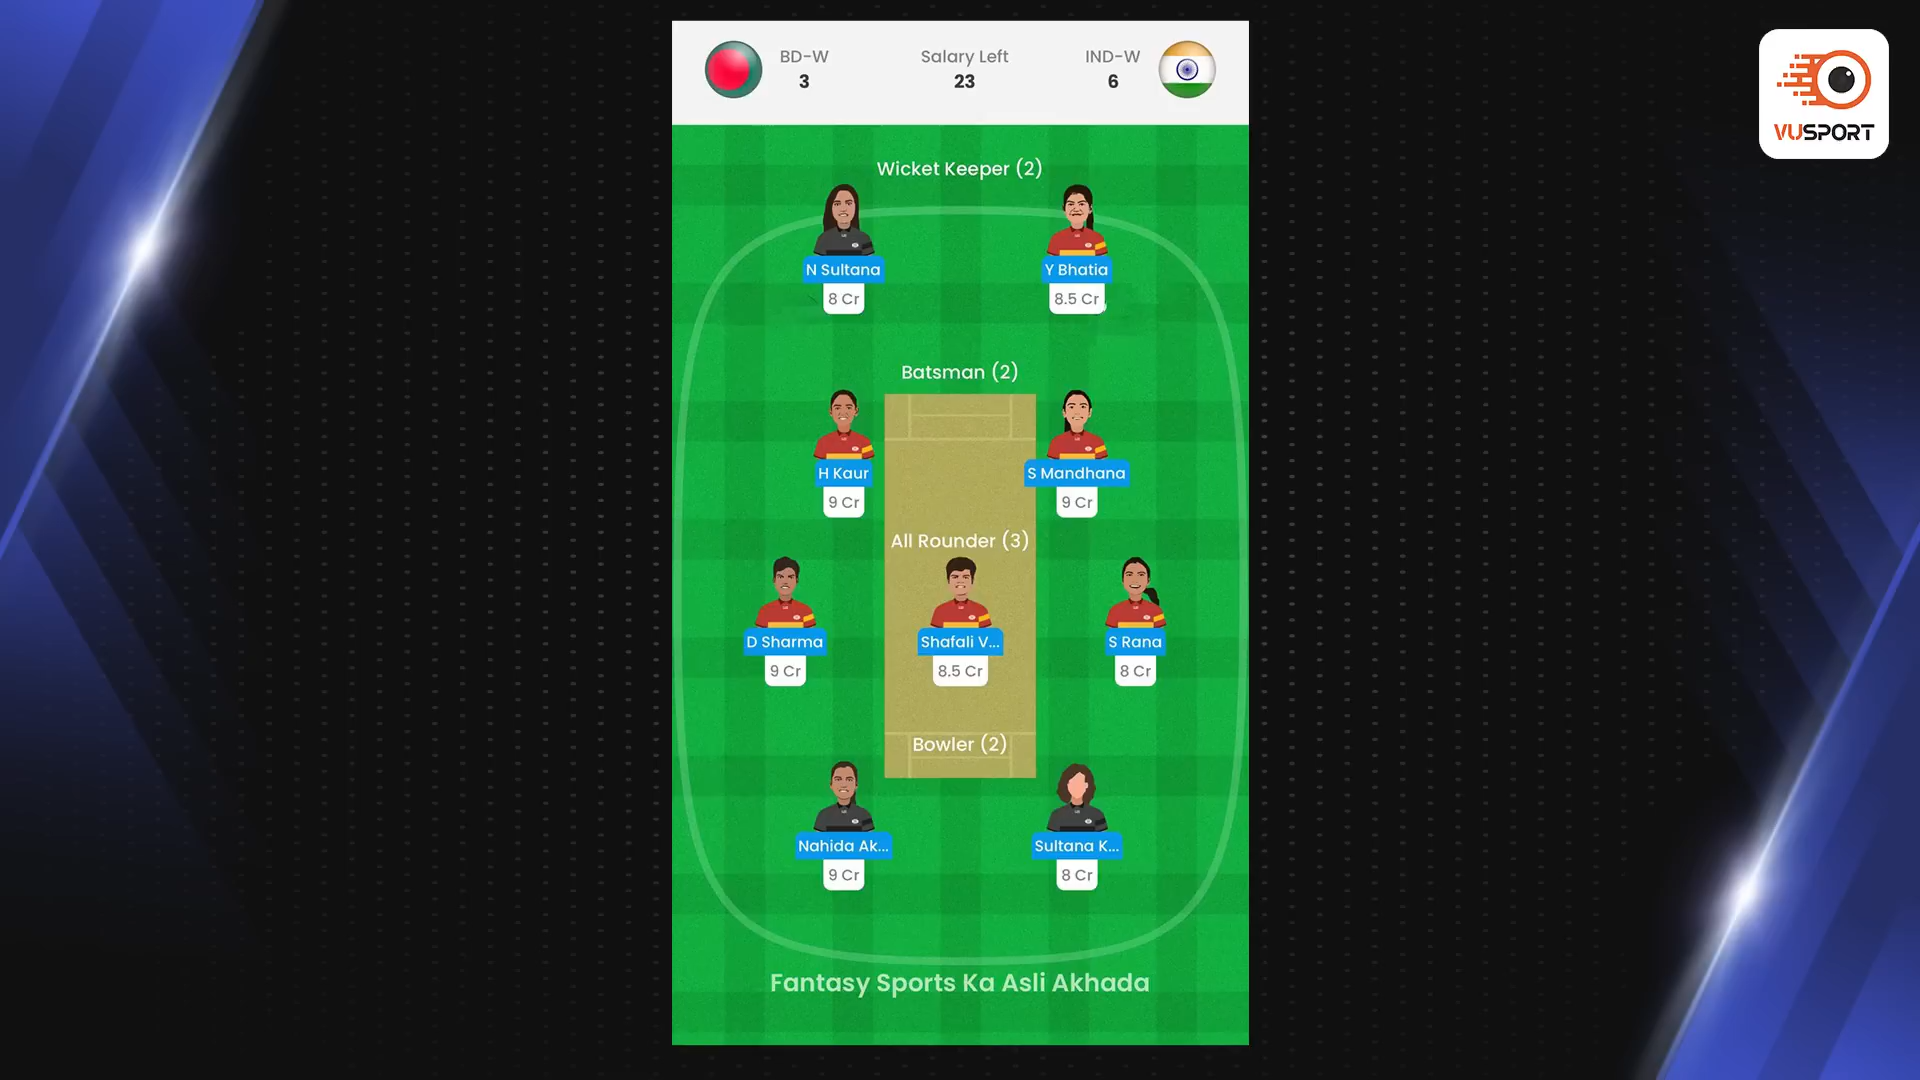 BD-W
3
Salary Left
23
IND-W
6
VUSPORT
Wicket Keeper (2)
N Sultana
8 Cr
Y Bhatia
8.5 Cr
Batsman (2)
H Kaur
9 Cr
S Mandhana
9 Cr
All Rounder (3)
D Sharma
9 Cr
Shafali V...
8.5 Cr
S Rana
8 Cr
Bowler (2)
Nahida Ak...
9 Cr
Sultana K...
8 Cr
Fantasy Sports Ka Asli Akhada